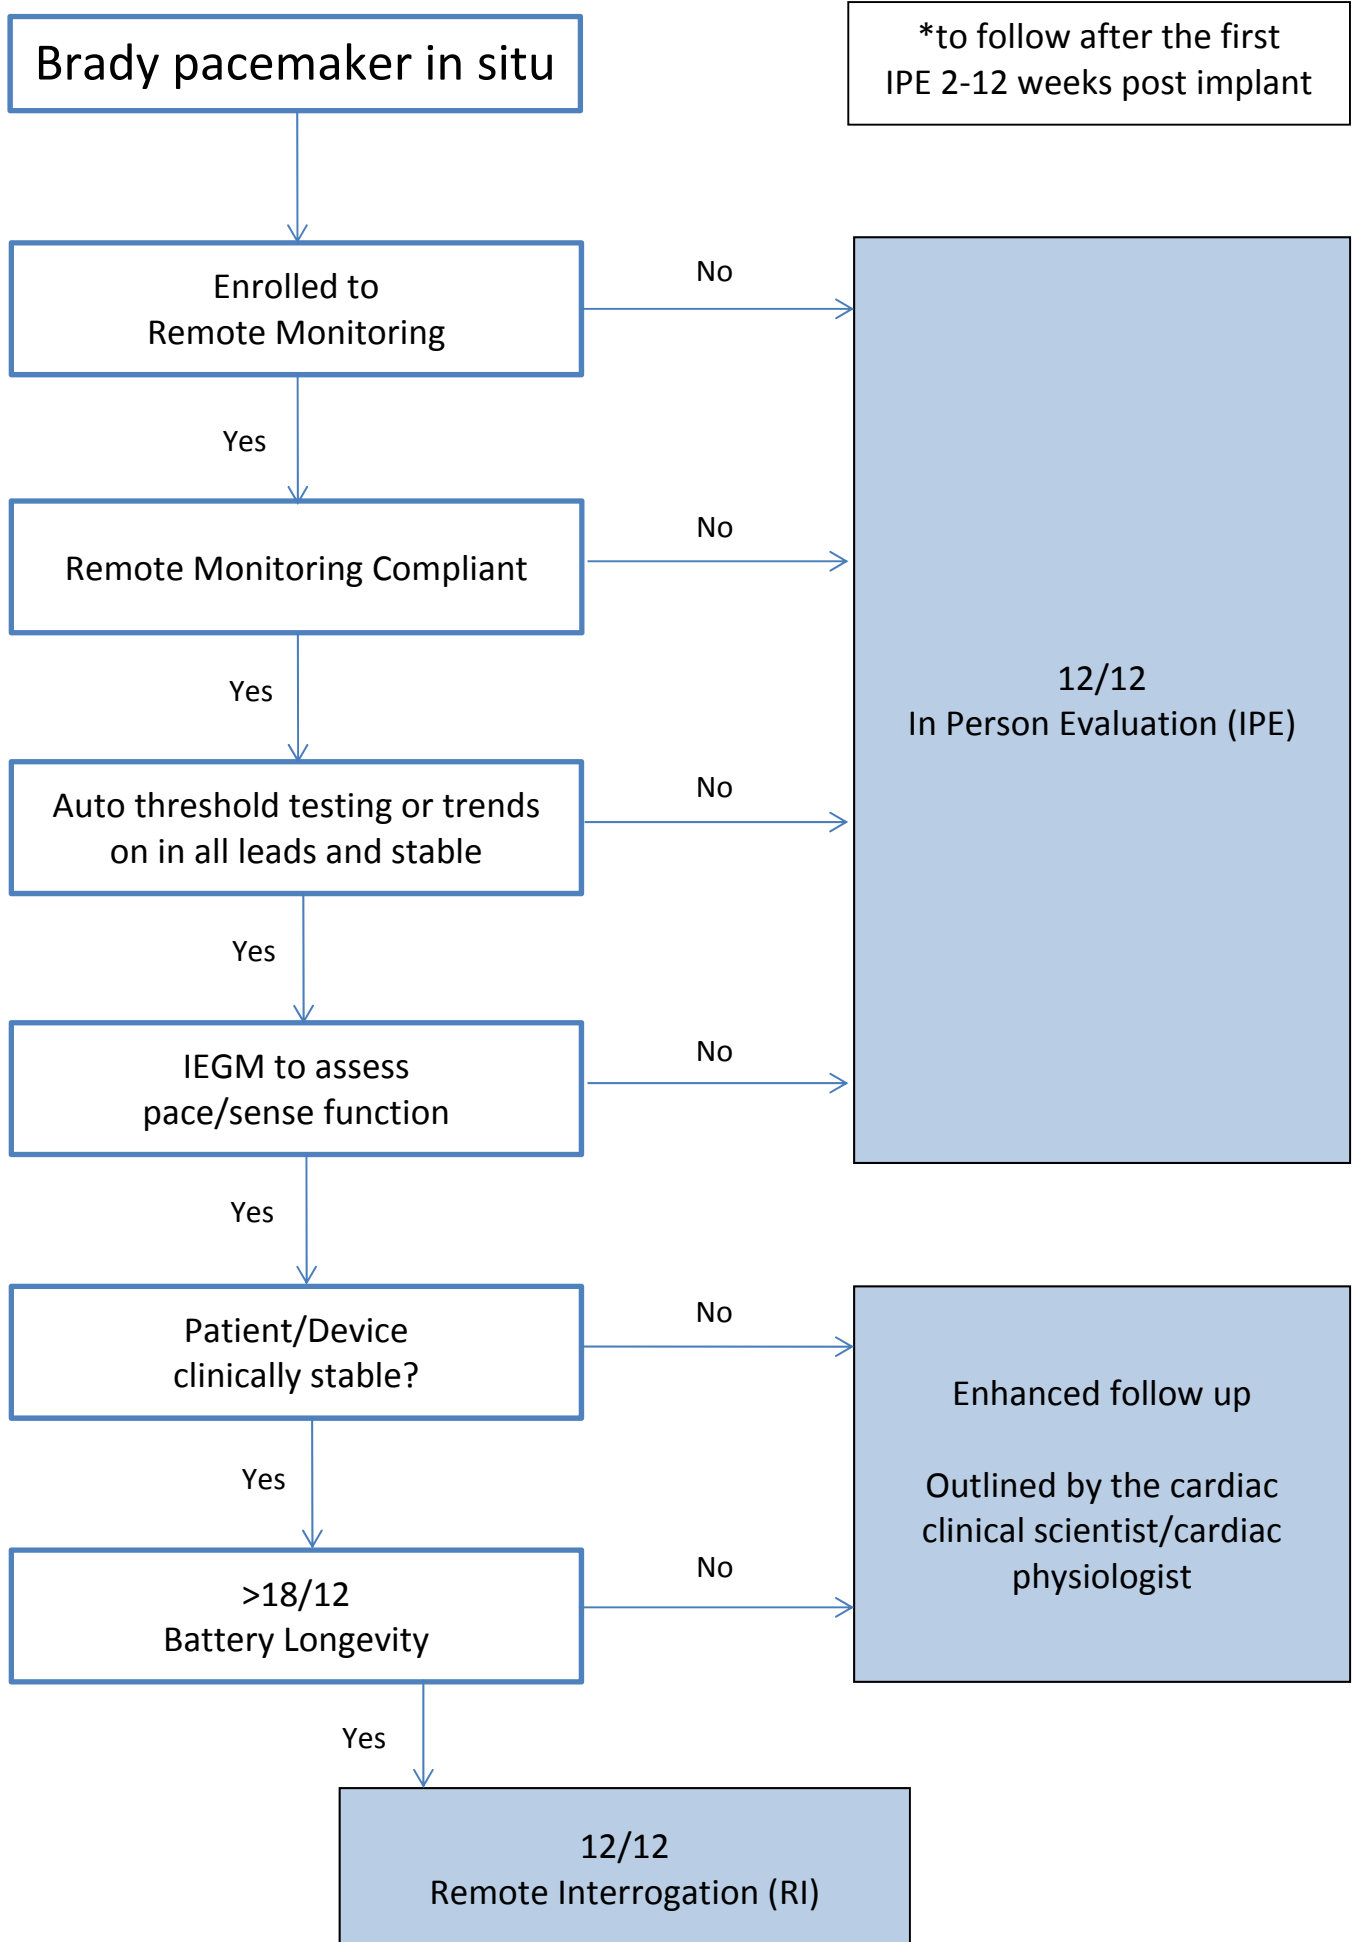 Brady pacemaker in situ
*to follow after the first
IPE 2-12 weeks post implant
Enrolled to
Remote Monitoring
No
Yes
Remote Monitoring Compliant
No
12/12
In Person Evaluation (IPE)
Yes
Auto threshold testing or trends
on in all leads and stable
No
Yes
IEGM to assess
pace/sense function
No
Yes
Patient/Device
clinically stable?
No
Enhanced follow up
Outlined by the cardiac
clinical scientist/cardiac
physiologist
Yes
>18/12
Battery Longevity
No
Yes
12/12
Remote Interrogation (RI)